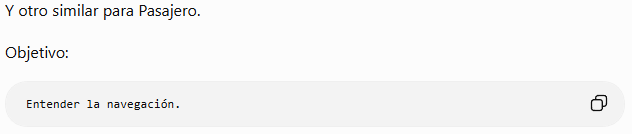 Y otro similar para Pasajero.
Objetivo:
Entender la navegación.